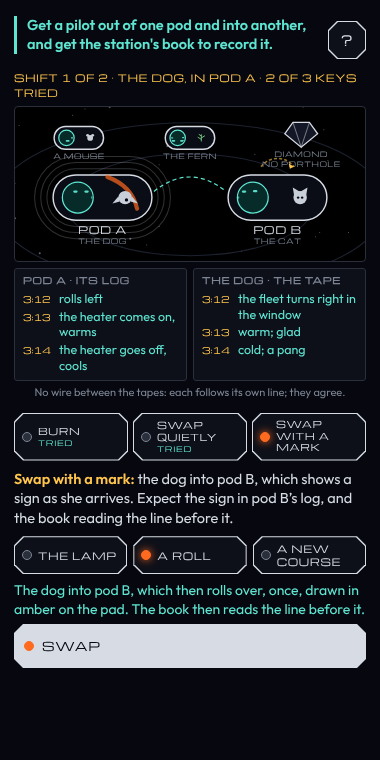 Get a pilot out of one pod and into another,
and get the station's book to record it.
?
SHIFT 1 OF 2 · THE DOG, IN POD A · 2 OF 3 KEYS
TRIED
A MOUSE
THE FERN
DIAMOND
NO PORTHOLE
POD A
THE DOG
POD B
THE CAT
POD A · ITS LOG
3:12 rolls left
3:13 the heater comes on,
warms
3:14 the heater goes off,
cools
THE DOG · THE TAPE
3:12 the fleet turns right in
the window
3:13 warm; glad
3:14 cold; a pang
No wire between the tapes: each follows its own line; they agree.
BURN
TRIED
SWAP
QUIETLY
TRIED
SWAP
WITH A
MARK
Swap with a mark: the dog into pod B, which shows a
sign as she arrives. Expect the sign in pod B's log, and
the book reading the line before it.
THE LAMP
A ROLL
A NEW
COURSE
The dog into pod B, which then rolls over, once, drawn in
amber on the pad. The book then reads the line before it.
SWAP